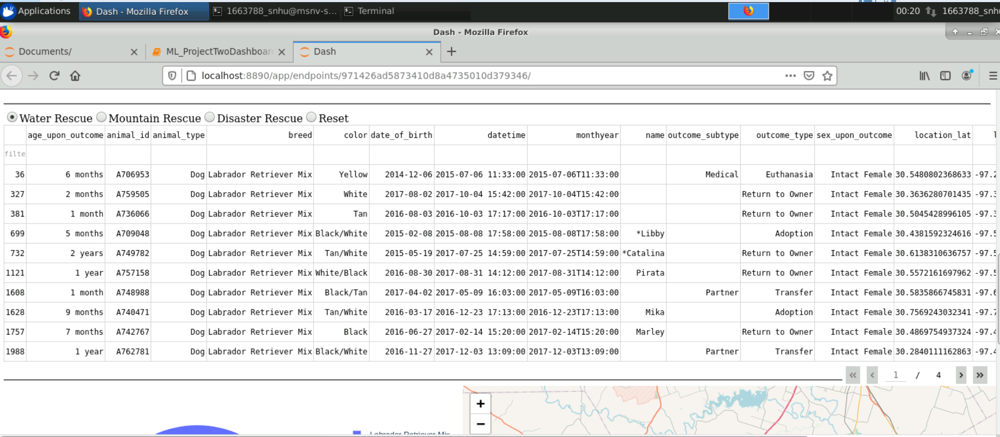 Applications Dash - Mozilla Firefox 1663788_snhu@msnv-s... Terminal 00:20 1663788_snh
Dash - Mozilla Firefox
Documents/ ML_ProjectTwoDashboar Dash
localhost:8890/app/endpoints/971426ad5873410d8a4735010d379346/
Water Rescue Mountain Rescue Disaster Rescue Reset
age_upon_outcome animal_id animal_type breed color date_of_birth datetime monthyear name outcome_subtype outcome_type sex_upon_outcome location_lat l
filte
36 6 months A706953 Dog Labrador Retriever Mix Yellow 2014-12-06 2015-07-06 11:33:00 2015-07-06T11:33:00 Medical Euthanasia Intact Female 30.5480802368633 -97.2
327 2 months A759505 Dog Labrador Retriever Mix White 2017-08-02 2017-10-04 15:42:00 2017-10-04T15:42:00 Return to Owner Intact Female 30.3636280701435 -97.3
381 1 month A736066 Dog Labrador Retriever Mix Tan 2016-08-03 2016-10-03 17:17:00 2016-10-03T17:17:00 Return to Owner Intact Female 30.5045428996105 -97.3
699 5 months A709048 Dog Labrador Retriever Mix Black/White 2015-02-08 2015-08-08 17:58:00 2015-08-08T17:58:00 *Libby Adoption Intact Female 30.4381592324616 -97.5
732 2 years A749782 Dog Labrador Retriever Mix Tan/White 2015-05-19 2017-07-25 14:59:00 2017-07-25T14:59:00 *Catalina Return to Owner Intact Female 30.6138310636757 -97.5
1121 1 year A757158 Dog Labrador Retriever Mix White/Black 2016-08-30 2017-08-31 14:12:00 2017-08-31T14:12:00 Pirata Return to Owner Intact Female 30.5572161697962 -97.5
1608 1 month A748988 Dog Labrador Retriever Mix Black/Tan 2017-04-02 2017-05-09 16:03:00 2017-05-09T16:03:00 Partner Transfer Intact Female 30.5835866745831 -97.6
1628 9 months A740471 Dog Labrador Retriever Mix Tan/White 2016-03-17 2016-12-23 17:13:00 2016-12-23T17:13:00 Mika Adoption Intact Female 30.7569243032341 -97.7
1757 7 months A742767 Dog Labrador Retriever Mix Black 2016-06-27 2017-02-14 15:20:00 2017-02-14T15:20:00 Marley Return to Owner Intact Female 30.4869754937324 -97.4
1988 1 year A762781 Dog Labrador Retriever Mix Black/White 2016-11-27 2017-12-03 13:09:00 2017-12-03T13:09:00 Partner Transfer Intact Female 30.2840111162863 -97.4
« ‹ 1 / 4 › »
+
−
Labrador Retriever Mix